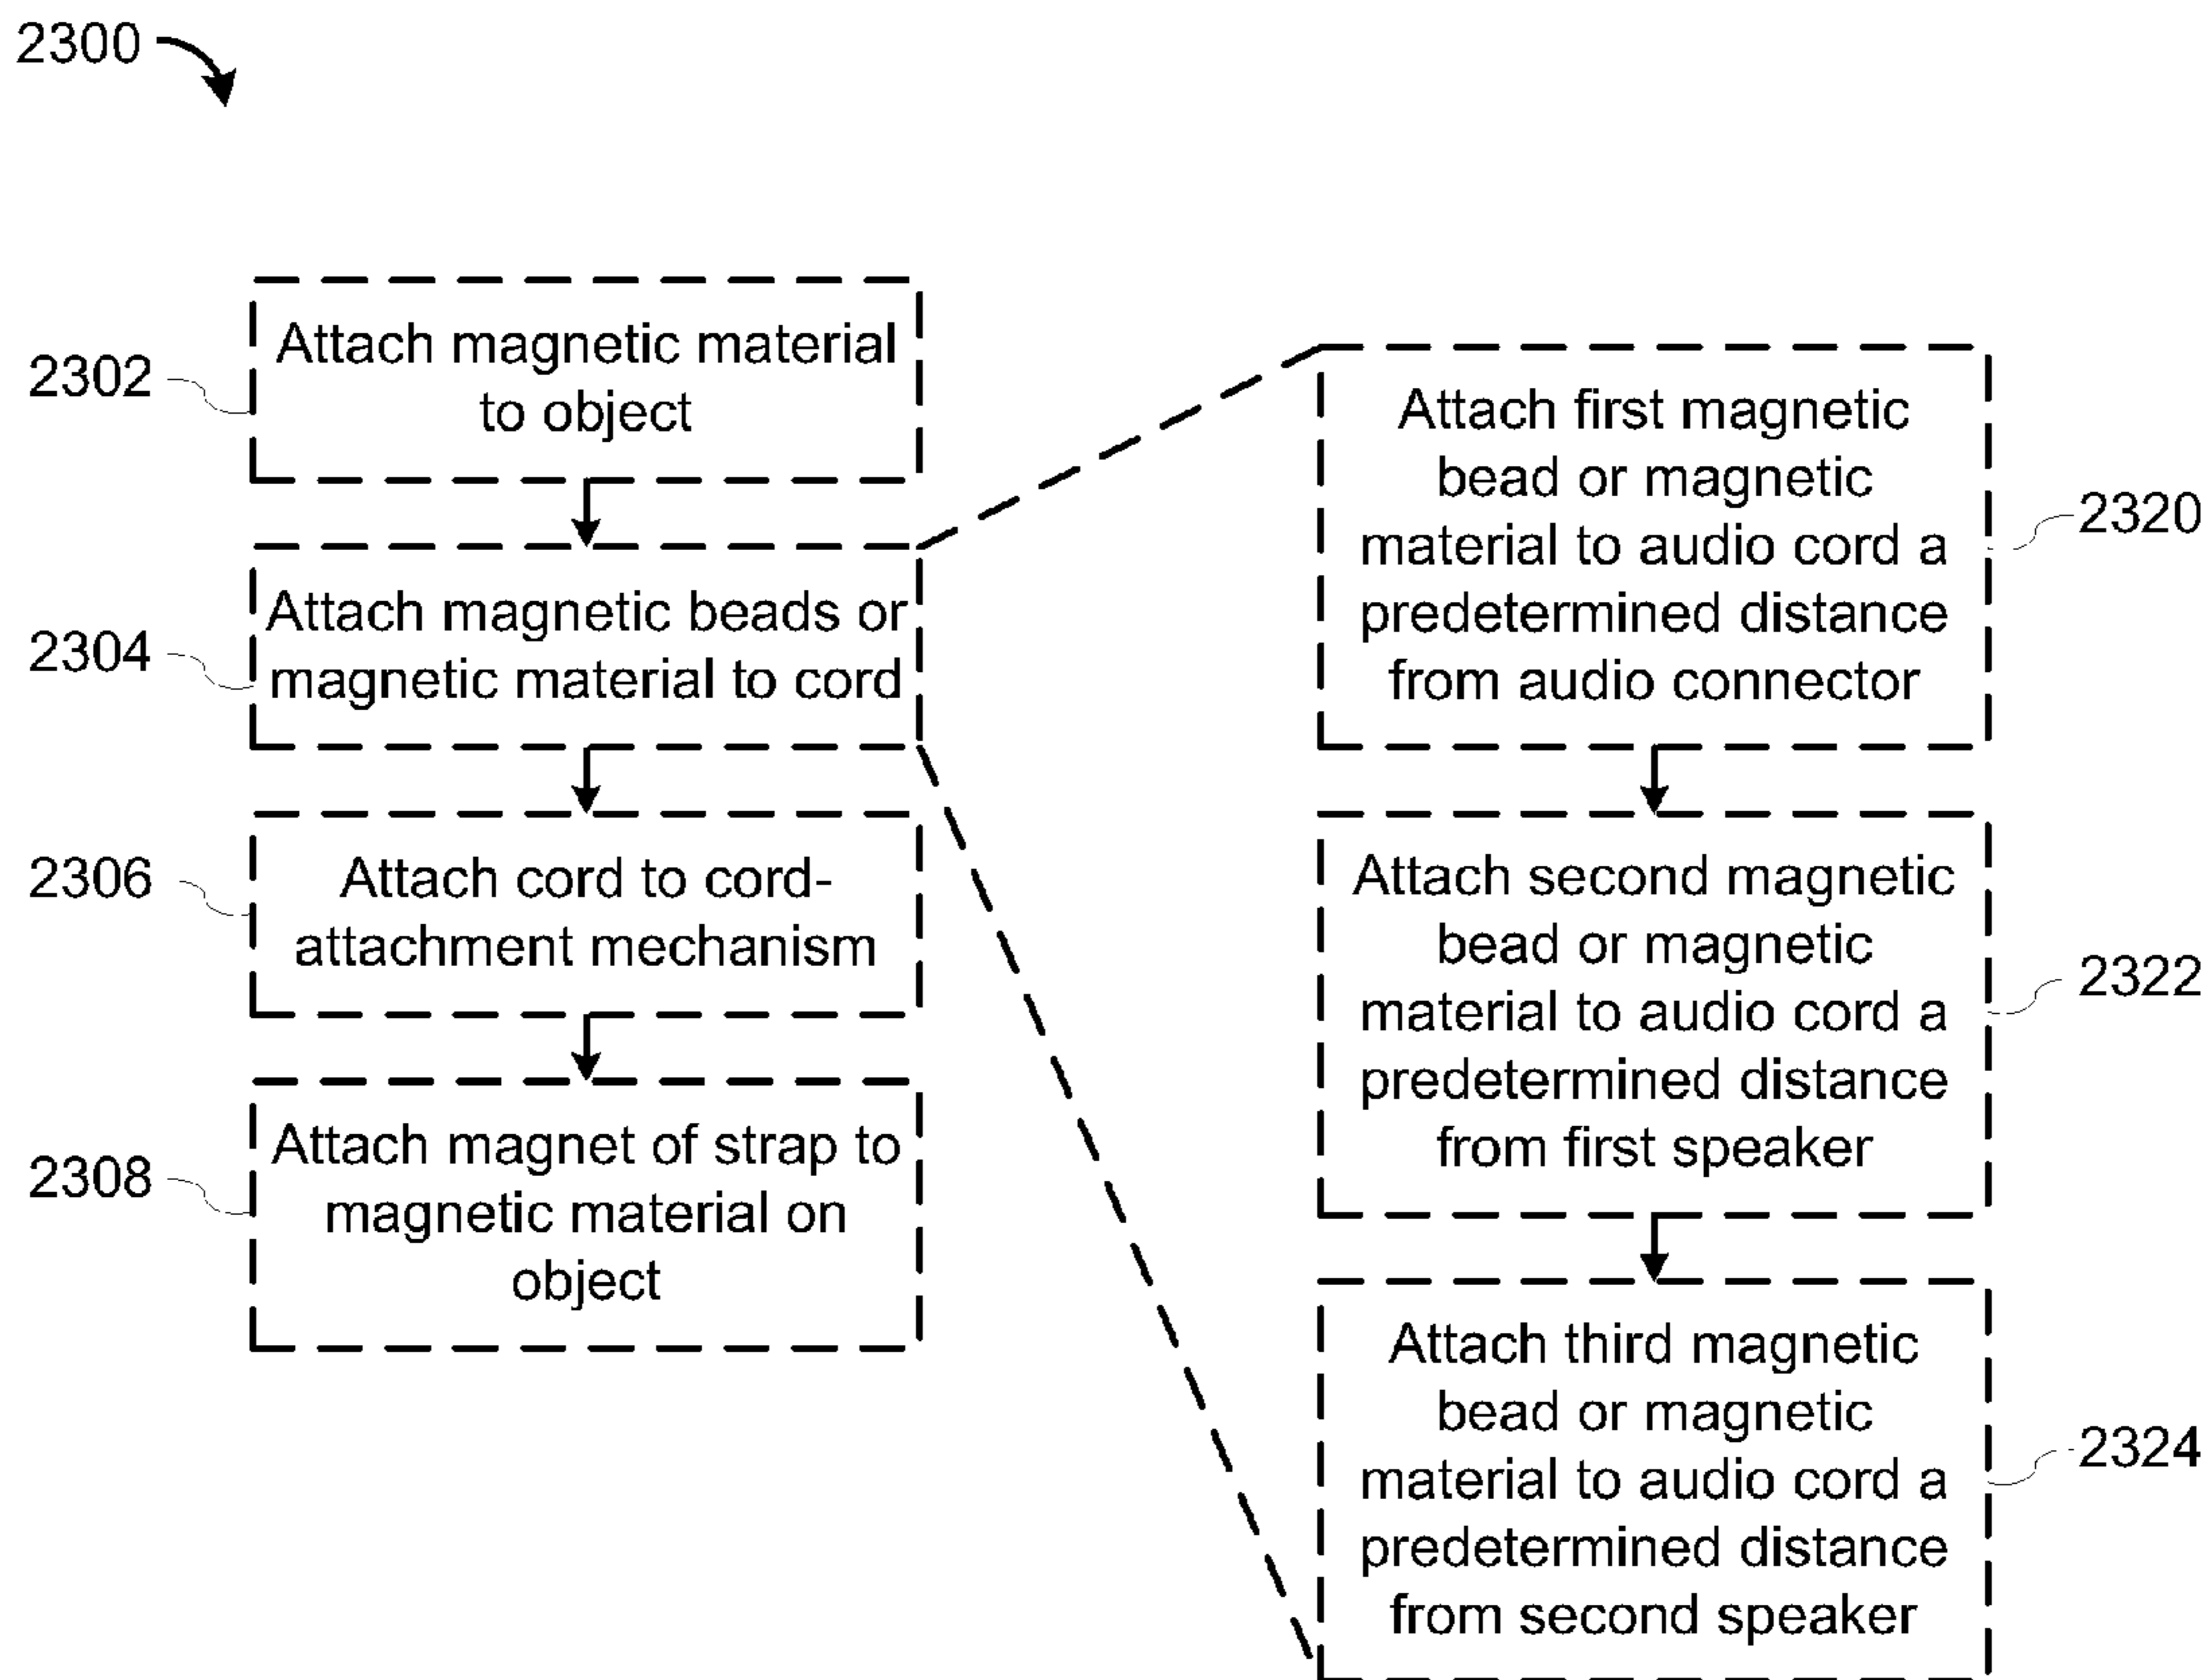 2300
2302
Attach magnetic material
to object
2304
Attach magnetic beads or
magnetic material to cord
2306
Attach cord to cord-
attachment mechanism
2308
Attach magnet of strap to
magnetic material on
object
Attach first magnetic
bead or magnetic
material to audio cord a
predetermined distance
from audio connector
2320
Attach second magnetic
bead or magnetic
material to audio cord a
predetermined distance
from first speaker
2322
Attach third magnetic
bead or magnetic
material to audio cord a
predetermined distance
from second speaker
2324